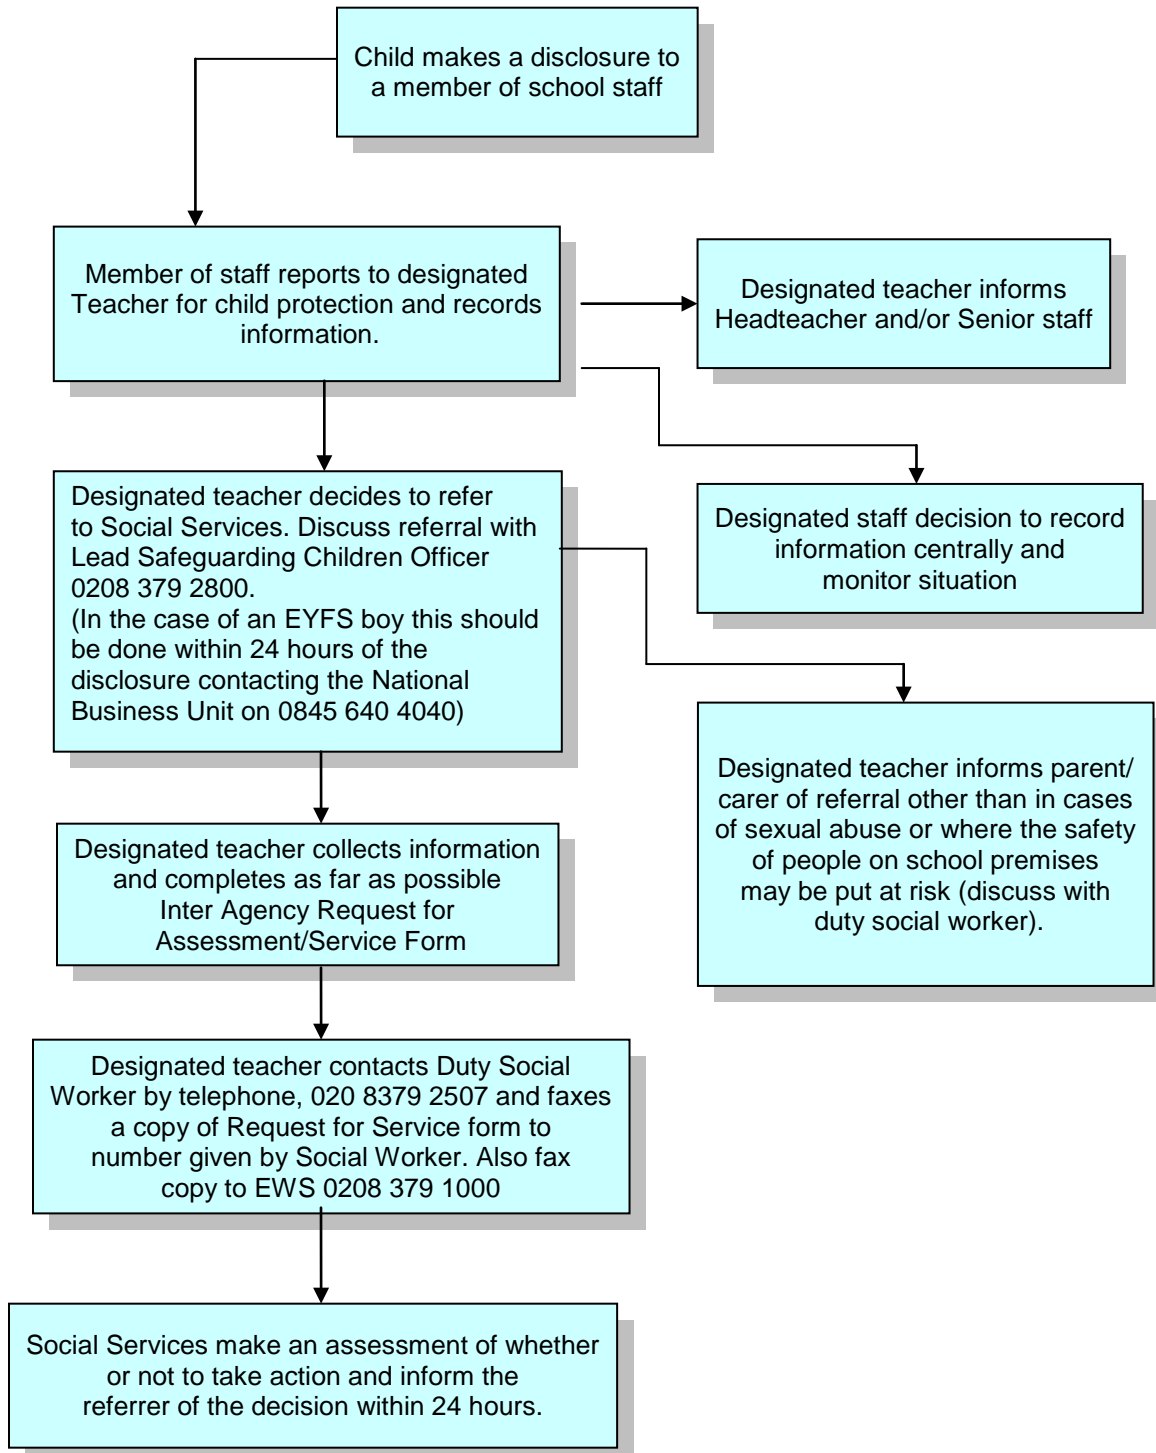 Child makes a disclosure to
a member of school staff
Member of staff reports to designated
Teacher for child protection and records
information.
Designated teacher informs
Headteacher and/or Senior staff
Designated teacher decides to refer
to Social Services. Discuss referral with
Lead Safeguarding Children Officer
0208 379 2800.
(In the case of an EYFS boy this should
be done within 24 hours of the
disclosure contacting the National
Business Unit on 0845 640 4040)
Designated staff decision to record
information centrally and
monitor situation
Designated teacher informs parent/
carer of referral other than in cases
of sexual abuse or where the safety
of people on school premises
may be put at risk (discuss with
duty social worker).
Designated teacher collects information
and completes as far as possible
Inter Agency Request for
Assessment/Service Form
Designated teacher contacts Duty Social
Worker by telephone, 020 8379 2507 and faxes
a copy of Request for Service form to
number given by Social Worker. Also fax
copy to EWS 0208 379 1000
Social Services make an assessment of whether
or not to take action and inform the
referrer of the decision within 24 hours.